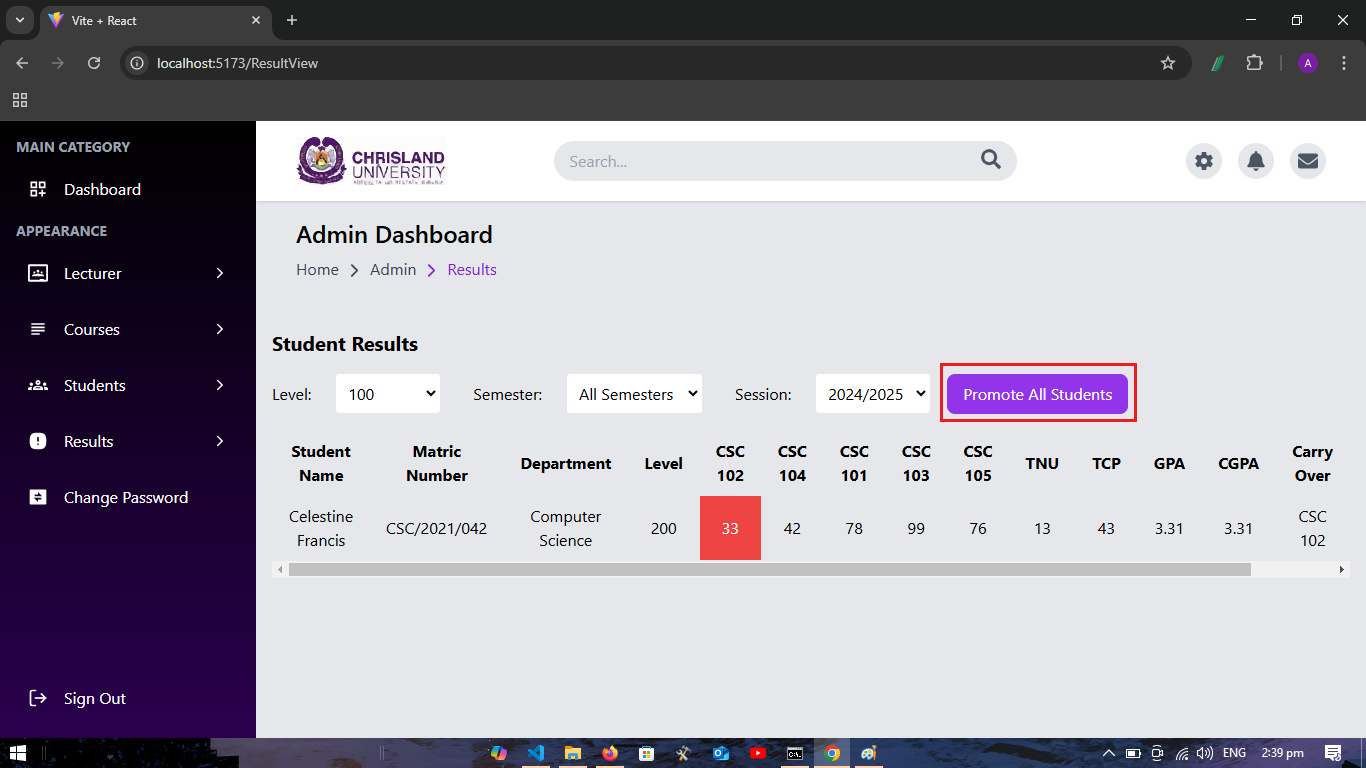 Vite + React
localhost:5173/ResultView
A
MAIN CATEGORY
Dashboard
APPEARANCE
Lecturer
Courses
Students
Results
Change Password
Sign Out
CHRISLAND
UNIVERSITY
Search...
Admin Dashboard
Home Admin Results
Student Results
Level: 100 Semester: All Semesters Session: 2024/2025 Promote All Students
Student Name Matric Number Department Level CSC 102 CSC 104 CSC 101 CSC 103 CSC 105 TNU TCP GPA CGPA Carry Over
Celestine Francis CSC/2021/042 Computer Science 200 33 42 78 99 76 13 43 3.31 3.31 CSC 102
ENG 2:39 pm